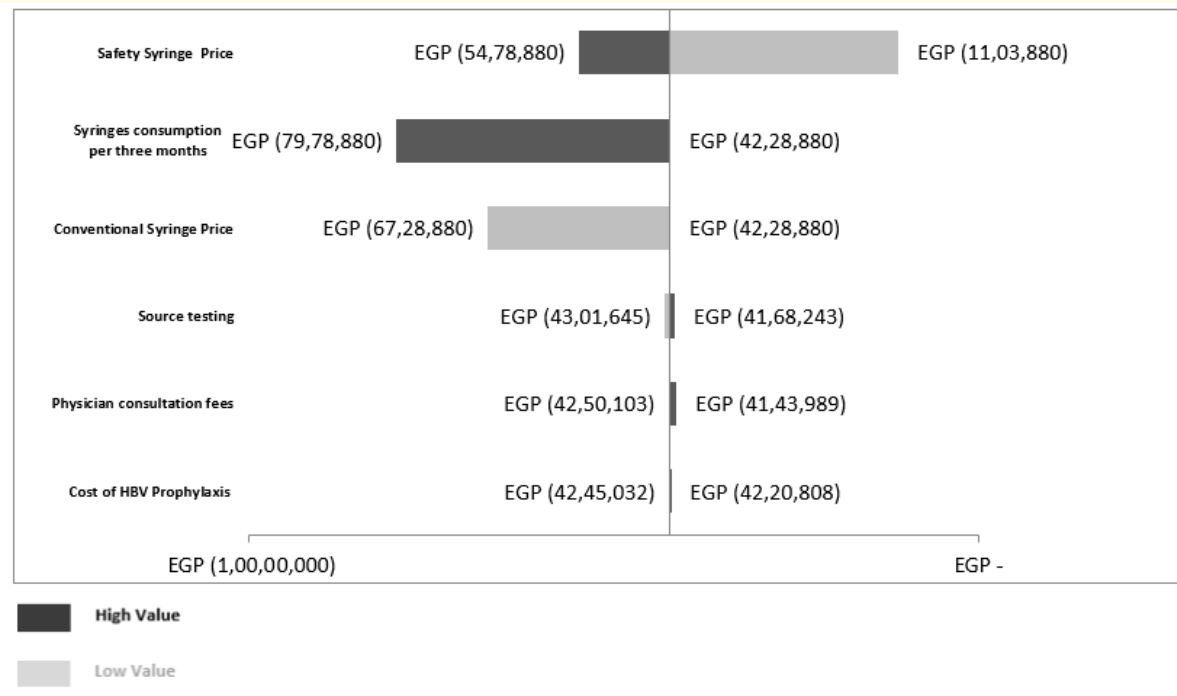 Safety Syringe Price
EGP (54,78,880)
EGP (11,03,880)
Syringes consumption
per three months
EGP (79,78,880)
EGP (42,28,880)
Conventional Syringe Price
EGP (67,28,880)
EGP (42,28,880)
Source testing
EGP (43,01,645)
EGP (41,68,243)
Physician consultation fees
EGP (42,50,103)
EGP (41,43,989)
Cost of HBV Prophylaxis
EGP (42,45,032)
EGP (42,20,808)
EGP (1,00,00,000)
EGP -
High Value
Low Value